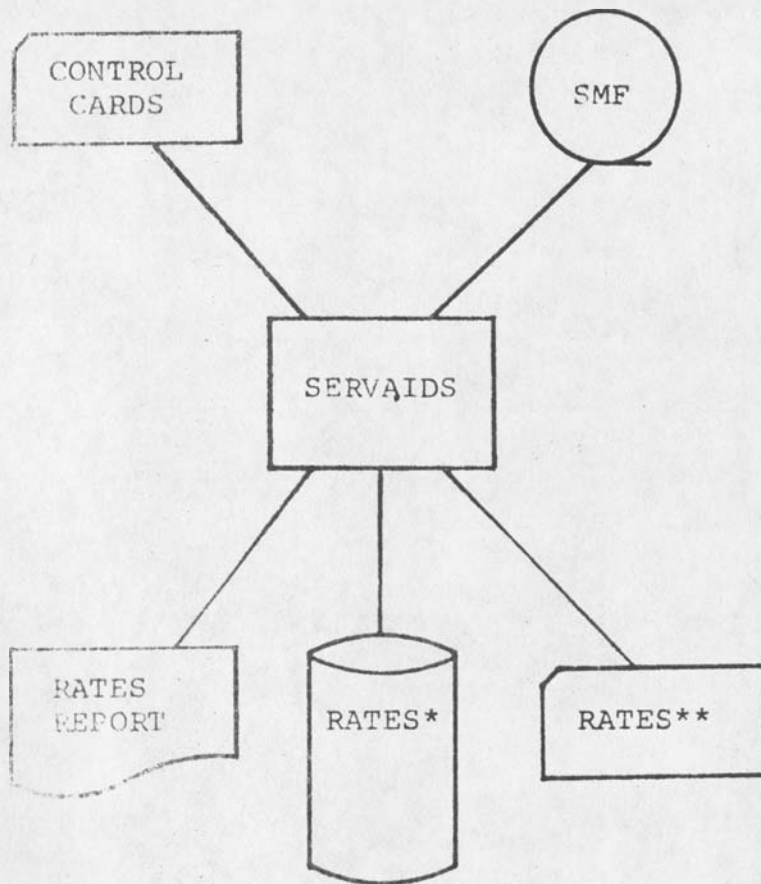 CONTROL
CARDS
SMF
SERVAIDS
RATES
REPORT
RATES*
RATES**